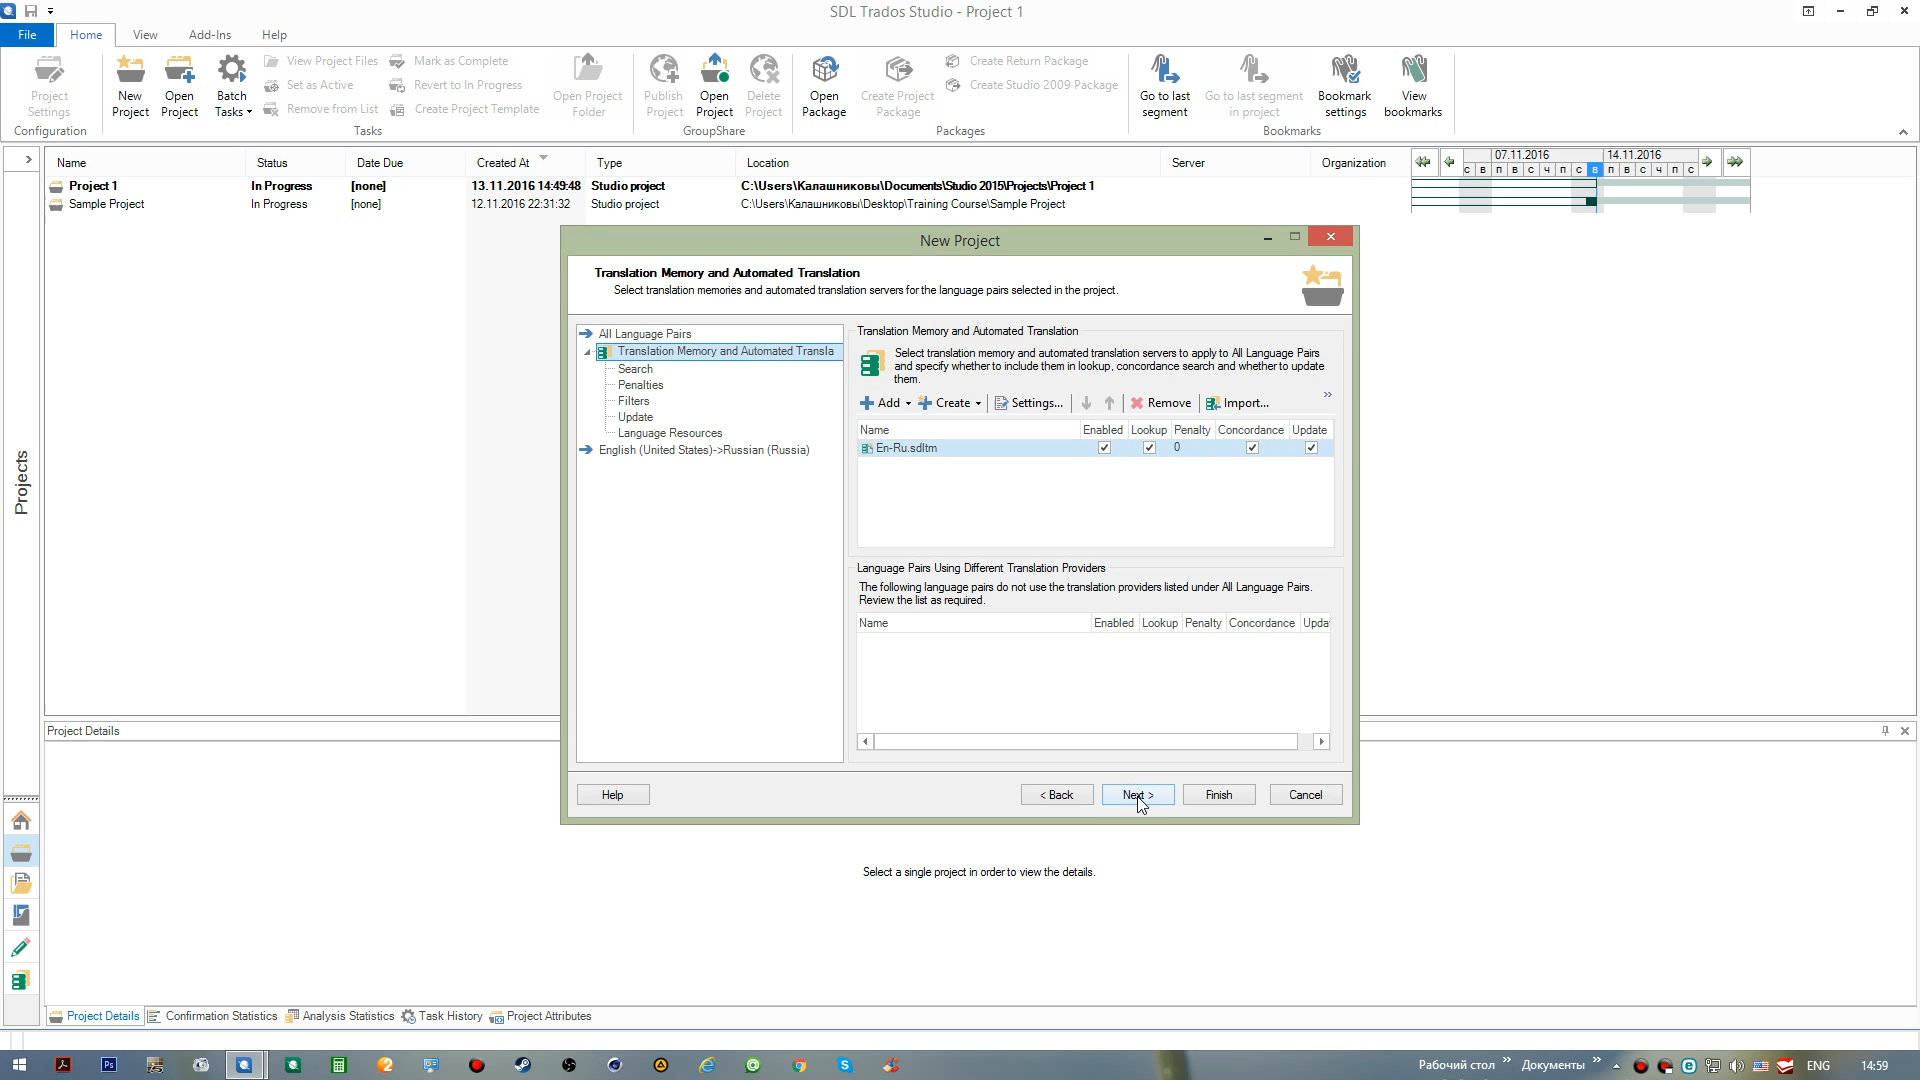 SDL Trados Studio - Project 1
File Home View Add-Ins Help
Project Settings
Configuration
New Project
Open Project
Batch Tasks
View Project Files
Set as Active
Remove from List
Mark as Complete
Revert to In Progress
Create Project Template
Open Project Folder
Tasks
Publish Project
Open Project
Delete Project
GroupShare
Open Package
Create Project Package
Create Return Package
Create Studio 2009 Package
Packages
Go to last segment
Go to last segment in project
Bookmark settings
View bookmarks
Bookmarks
Name Status Date Due Created At Type Location Server Organization
07.11.2016 14.11.2016
С В П В С Ч П С В П В С Ч П С
Project 1 In Progress [none] 13.11.2016 14:49:48 Studio project C:\Users\Калашниковы\Documents\Studio 2015\Projects\Project 1
Sample Project In Progress [none] 12.11.2016 22:31:32 Studio project C:\Users\Калашниковы\Desktop\Training Course\Sample Project
Projects
New Project
Translation Memory and Automated Translation
Select translation memories and automated translation servers for the language pairs selected in the project.
All Language Pairs
Translation Memory and Automated Transla
Search
Penalties
Filters
Update
Language Resources
English (United States)->Russian (Russia)
Translation Memory and Automated Translation
Select translation memory and automated translation servers to apply to All Language Pairs
and specify whether to include them in lookup, concordance search and whether to update
them.
Add Create Settings... Remove Import... »
Name Enabled Lookup Penalty Concordance Update
En-Ru.sdltm 0
Language Pairs Using Different Translation Providers
The following language pairs do not use the translation providers listed under All Language Pairs.
Review the list as required.
Name Enabled Lookup Penalty Concordance Upda
Help < Back Next > Finish Cancel
Project Details
Select a single project in order to view the details.
Project Details Confirmation Statistics Analysis Statistics Task History Project Attributes
Рабочий стол » Документы » ENG 14:59